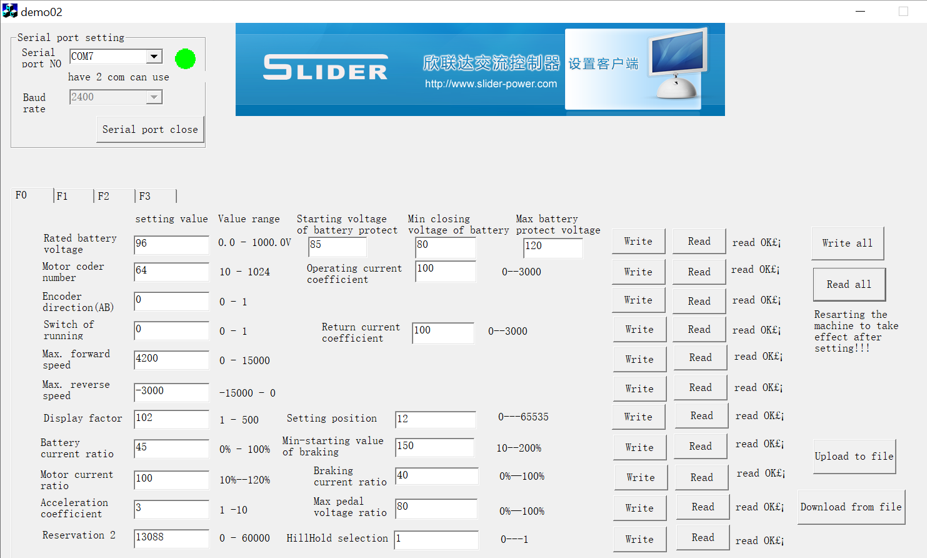 demo02
Serial port setting
Serial port NO
COM7
have 2 com can use
Baud rate
2400
Serial port close
SLIDER
欣联达交流控制器
设置客户端
http://www.slider-power.com
F0 F1 F2 F3
setting value
Value range
Starting voltage of battery protect
Min closing voltage of battery
Max battery protect voltage
Rated battery voltage 96 0.0 - 1000.0V 85 80 120 Write Read read OK£¡
Motor coder number 64 10 - 1024 Operating current coefficient 100 0--3000 Write Read read OK£¡
Encoder direction(AB) 0 0 - 1 Write Read read OK£¡
Switch of running 0 0 - 1 Return current coefficient 100 0--3000 Write Read read OK£¡
Max. forward speed 4200 0 - 15000 Write Read read OK£¡
Max. reverse speed -3000 -15000 - 0 Write Read read OK£¡
Display factor 102 1 - 500 Setting position 12 0---65535 Write Read read OK£¡
Battery current ratio 45 0% - 100% Min-starting value of braking 150 10--200% Write Read read OK£¡
Motor current ratio 100 10%--120% Braking current ratio 40 0%--100% Write Read read OK£¡
Acceleration coefficient 3 1 -10 Max pedal voltage ratio 80 0%--100% Write Read read OK£¡
Reservation 2 13088 0 - 60000 HillHold selection 1 0---1 Write Read read OK£¡
Write all
Read all
Resarting the
machine to take
effect after
setting!!!
Upload to file
Download from file